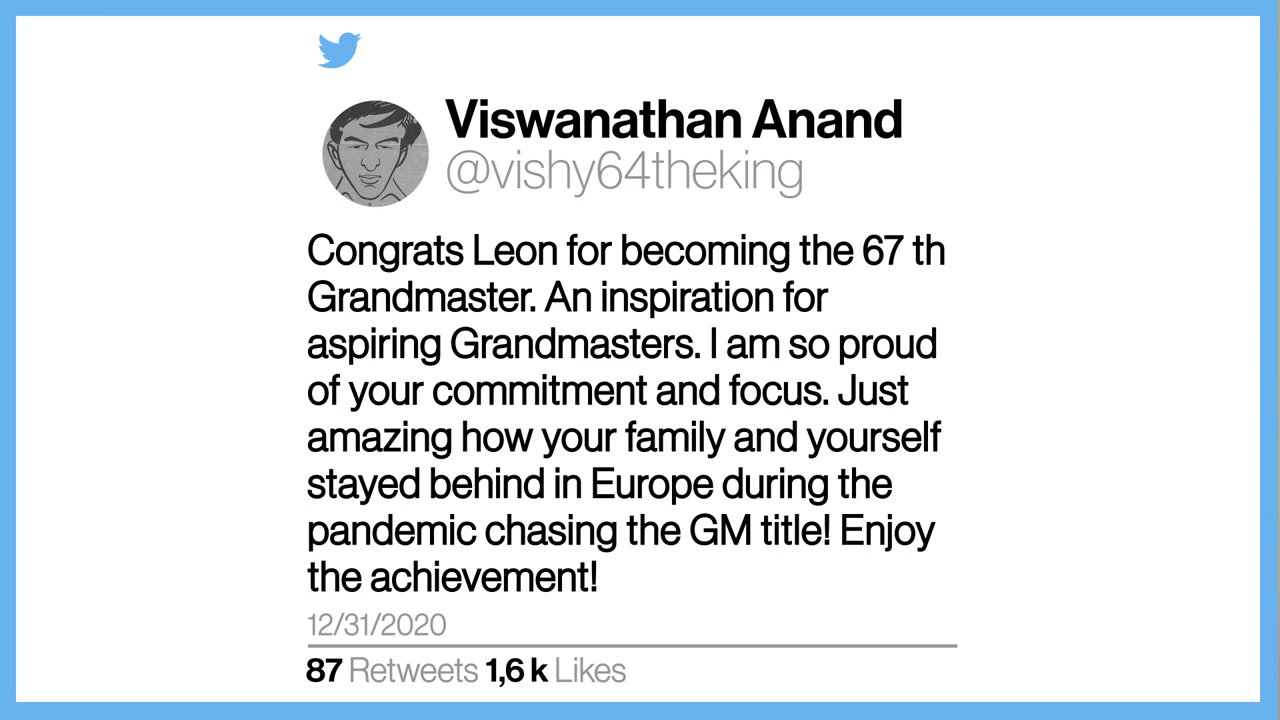 Viswanathan Anand
@vishy64theking
Congrats Leon for becoming the 67 th
Grandmaster. An inspiration for
aspiring Grandmasters. I am so proud
of your commitment and focus. Just
amazing how your family and yourself
stayed behind in Europe during the
pandemic chasing the GM title! Enjoy
the achievement!
12/31/2020
87 Retweets 1,6 k Likes